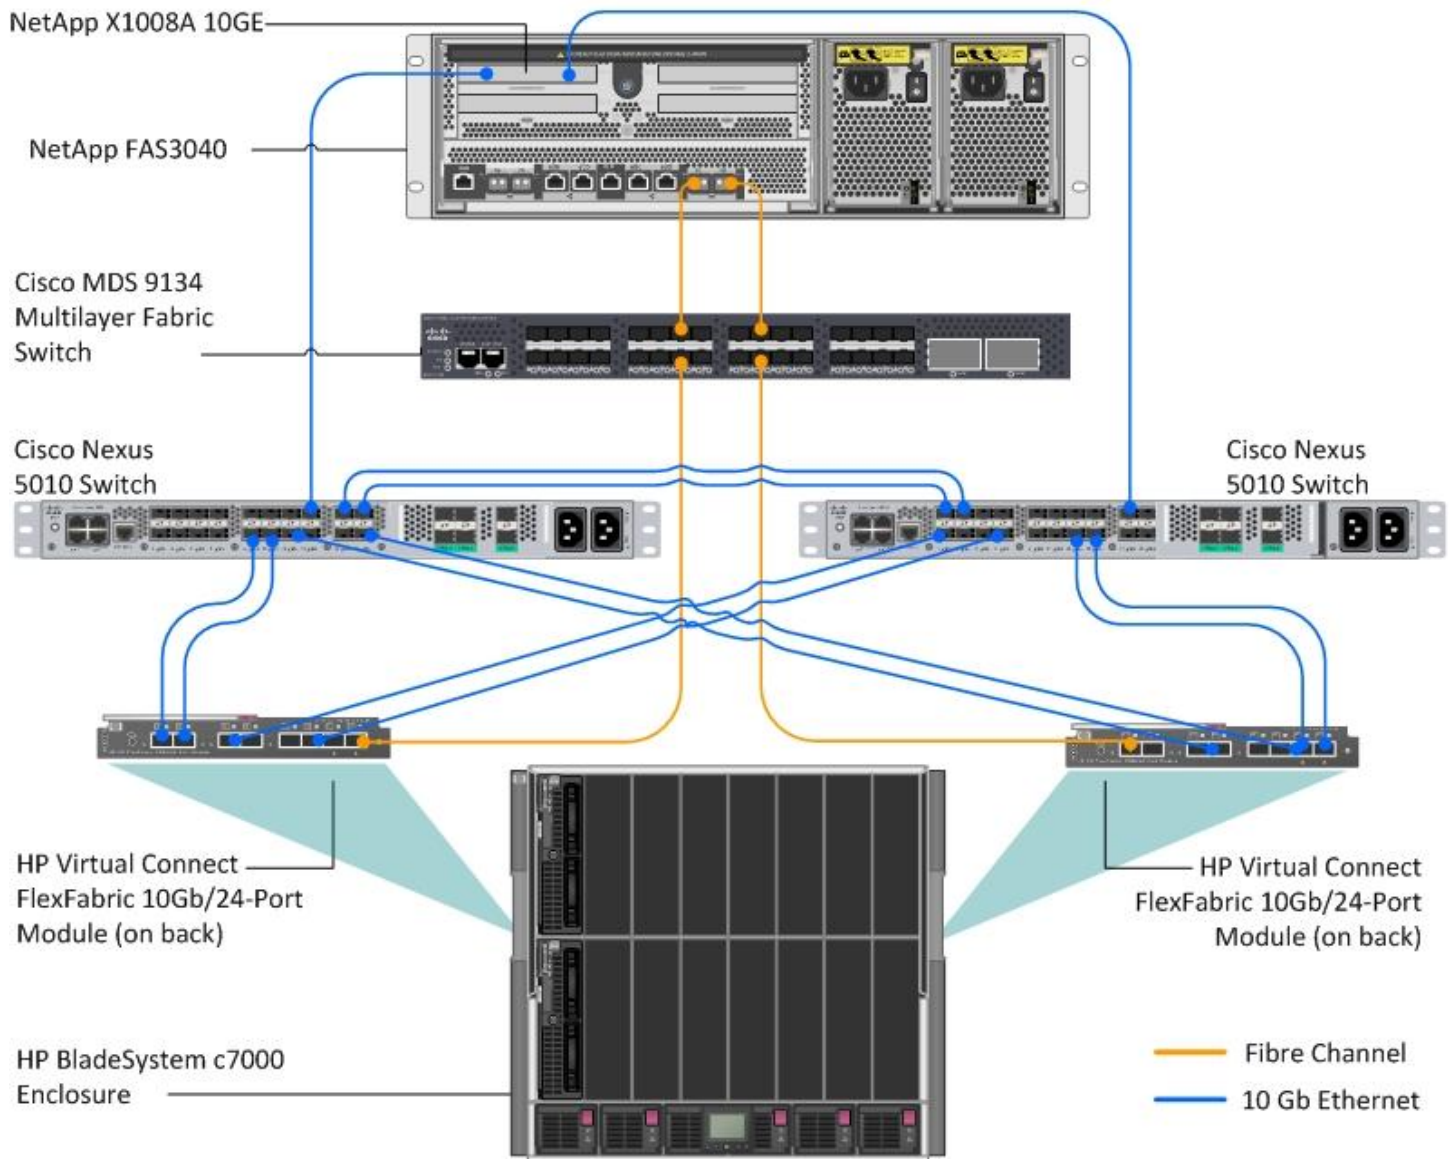 NetApp X1008A 10GE
NetApp FAS3040
Cisco MDS 9134
Multilayer Fabric
Switch
Cisco Nexus
5010 Switch
Cisco Nexus
5010 Switch
HP Virtual Connect
FlexFabric 10Gb/24-Port
Module (on back)
HP Virtual Connect
FlexFabric 10Gb/24-Port
Module (on back)
HP BladeSystem c7000
Enclosure
Fibre Channel
10 Gb Ethernet